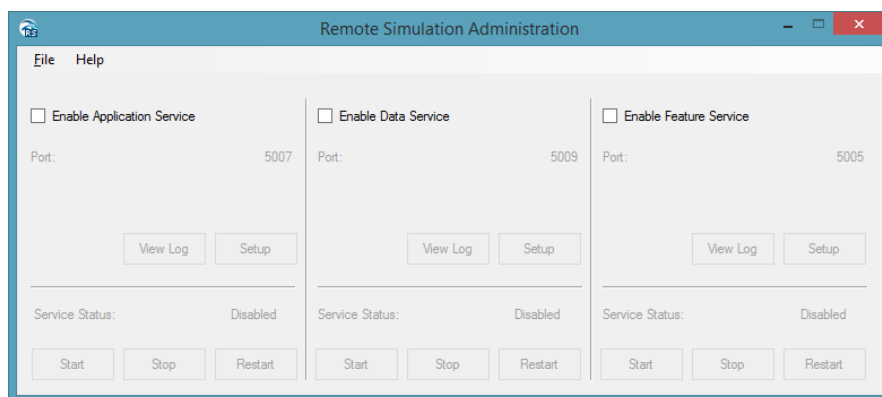 RS
Remote Simulation Administration
File Help
Enable Application Service
Port: 5007
View Log Setup
Service Status: Disabled
Start Stop Restart
Enable Data Service
Port: 5009
View Log Setup
Service Status: Disabled
Start Stop Restart
Enable Feature Service
Port: 5005
View Log Setup
Service Status: Disabled
Start Stop Restart